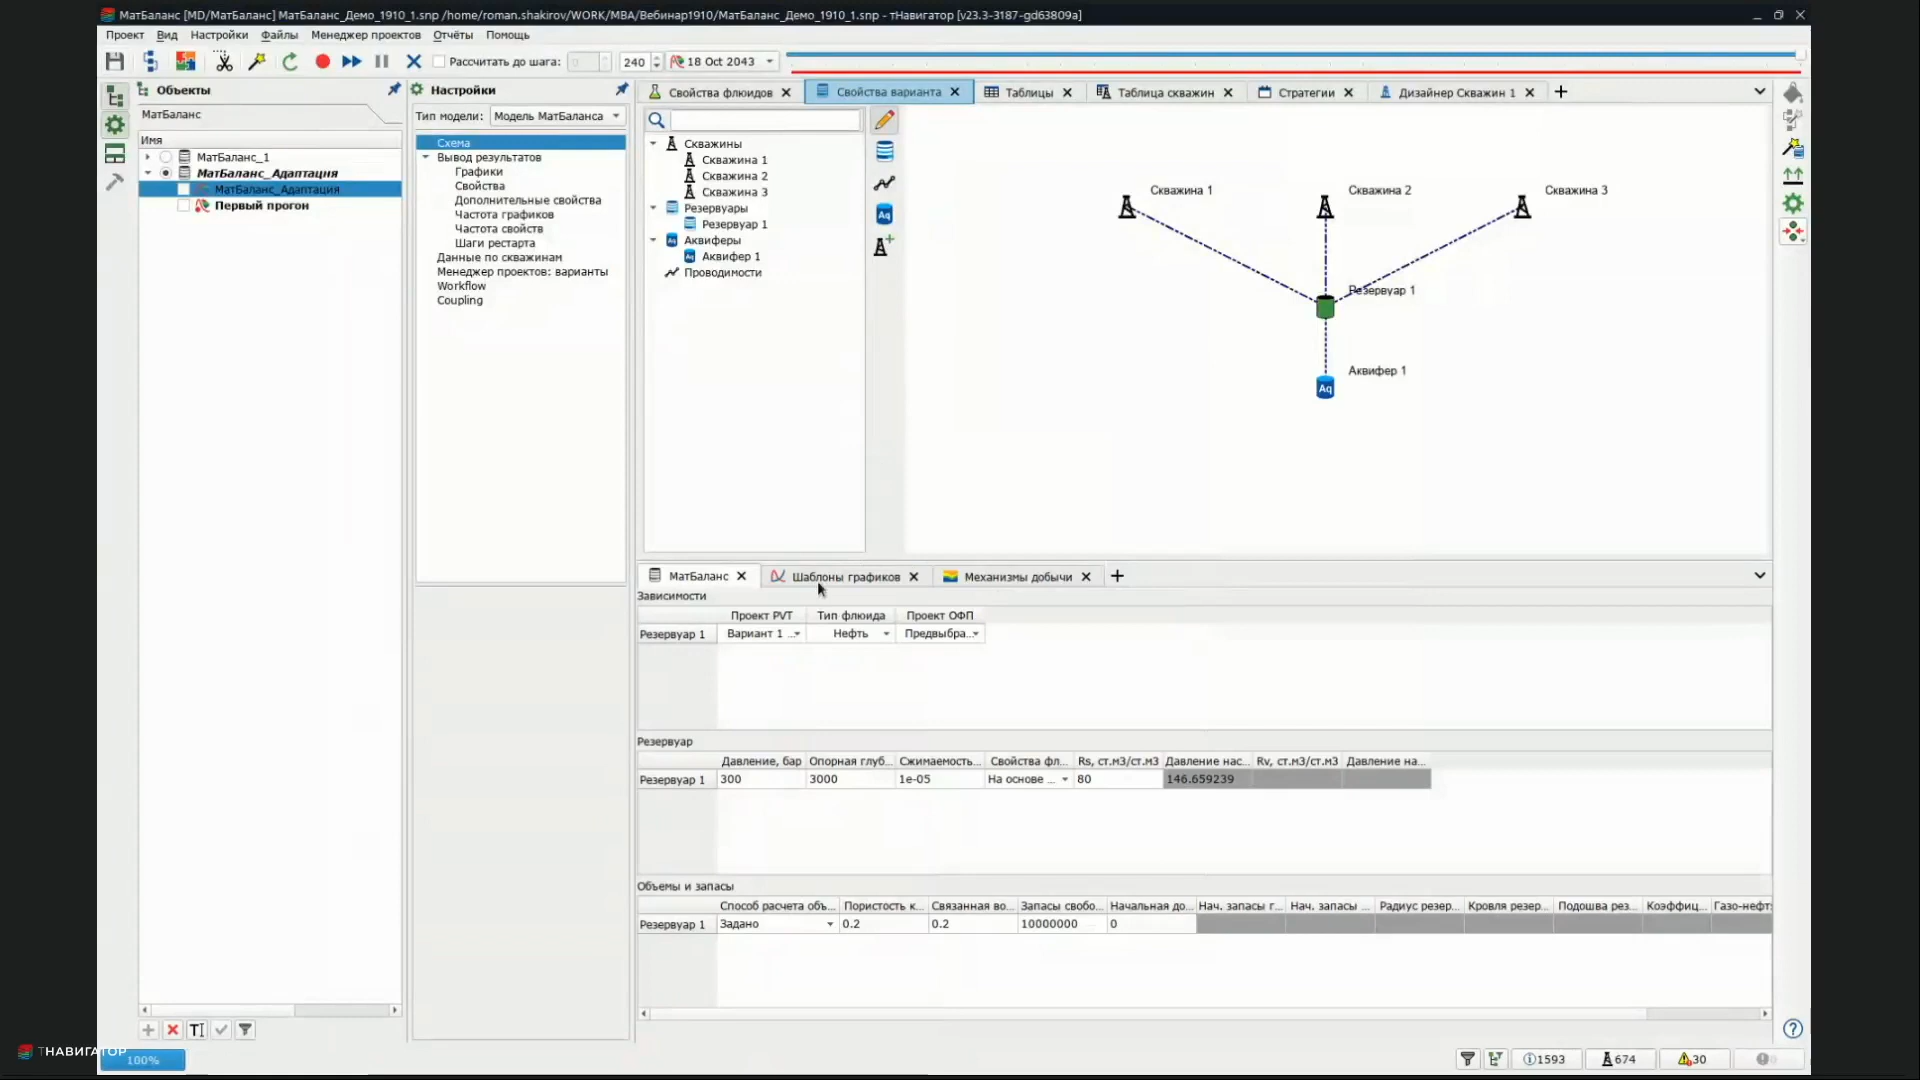 МатБаланс [MD/МатБаланс] МатБаланс_Демо_1910_1.snp /home/roman.shakirov/WORK/MBA/Вебинар1910/МатБаланс_Демо_1910_1.snp - тНавигатор [v23.3-3187-gd63809a]
Проект Вид Настройки Файлы Менеджер проектов Отчёты Помощь
Рассчитать до шага: 240 18 Oct 2043
Объекты
МатБаланс
Имя
МатБаланс_1
МатБаланс_Адаптация
МатБаланс_Адаптация
Первый прогон
Настройки
Тип модели: Модель МатБаланса
Схема
Вывод результатов
Графики
Свойства
Дополнительные свойства
Частота графиков
Частота свойств
Шаги рестарта
Данные по скважинам
Менеджер проектов: варианты
Workflow
Coupling
Свойства флюидов Свойства варианта Таблицы Таблица скважин Стратегии Дизайнер Скважин 1
Скважины
Скважина 1
Скважина 2
Скважина 3
Резервуары
Резервуар 1
Аквиферы
Аквифер 1
Проводимости
Скважина 1 Скважина 2 Скважина 3
Резервуар 1
Аквифер 1
Aq
МатБаланс Шаблоны графиков Механизмы добычи
Зависимости
Проект PVT Тип флюида Проект ОФП
Резервуар 1 Вариант 1 ... Нефть Предвыбра...
Резервуар
Давление, бар Опорная глуб... Сжимаемость... Свойства фл... Rs, ст.м3/ст.м3 Давление нас... Rv, ст.м3/ст.м3 Давление на...
Резервуар 1 300 3000 1e-05 На основе ... 80 146.659239
Объемы и запасы
Способ расчета объ... Пористость к... Связанная во... Запасы свобо... Начальная до... Нач. запасы г... Нач. запасы ... Радиус резер... Кровля резер... Подошва рез... Коэффиц... Газо-нефт
Резервуар 1 Задано 0.2 0.2 10000000 0
ТНАВИГАТОР
100%
1593 674 30